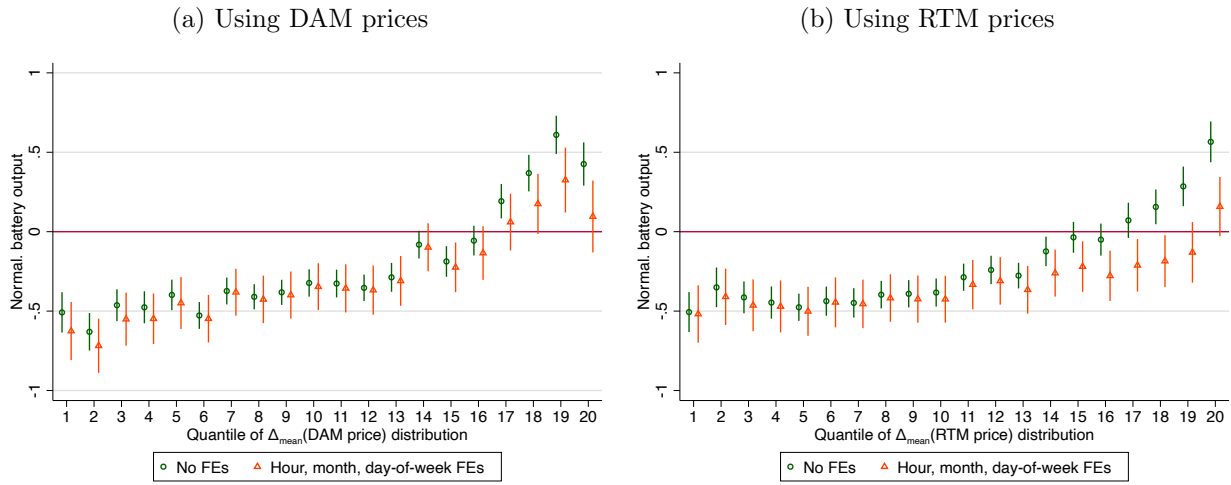 (a) Using DAM prices
Normal. battery output
1
.5
0
-.5
-1
1 2 3 4 5 6 7 8 9 10 11 12 13 14 15 16 17 18 19 20
Quantile of Δmean(DAM price) distribution
No FEs Hour, month, day-of-week FEs
(b) Using RTM prices
Normal. battery output
1
.5
0
-.5
-1
1 2 3 4 5 6 7 8 9 10 11 12 13 14 15 16 17 18 19 20
Quantile of Δmean(RTM price) distribution
No FEs Hour, month, day-of-week FEs